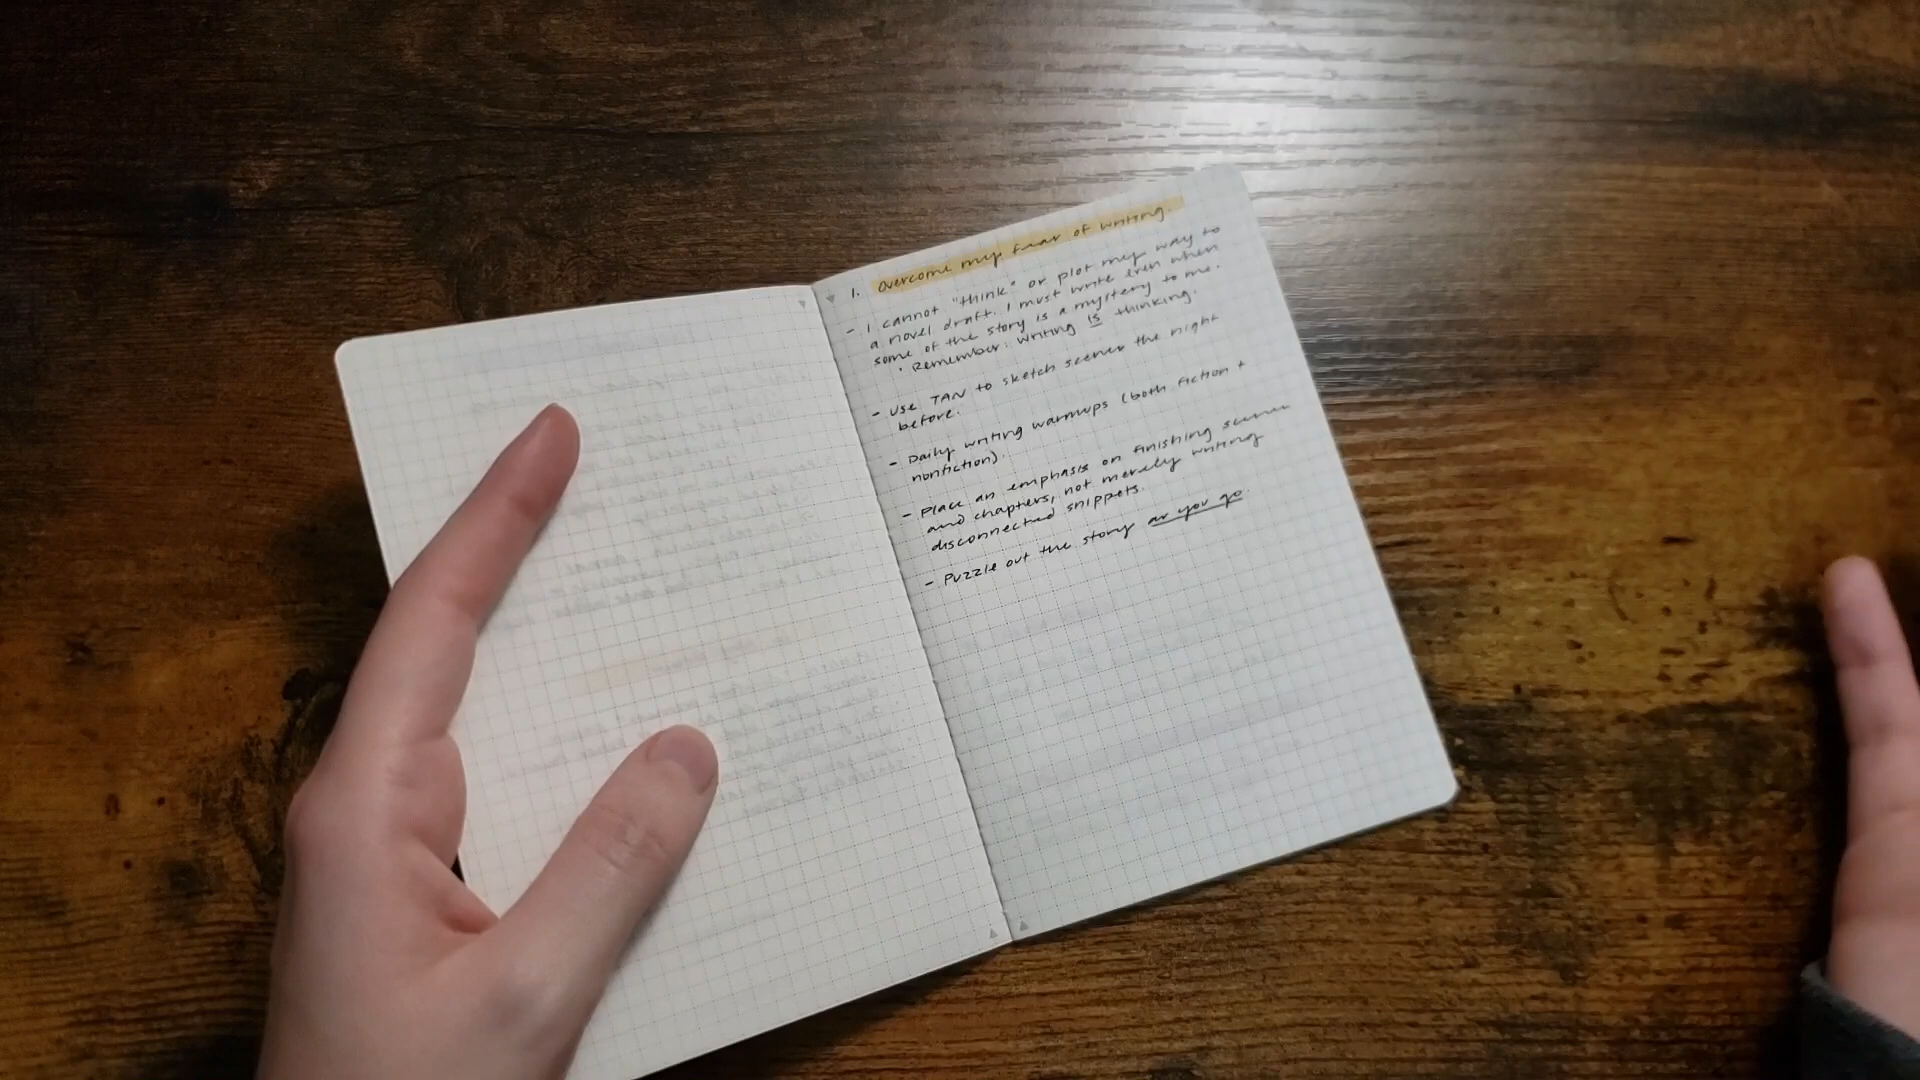 1. Overcome my fear of writing.
- I cannot "think" or plot my way to
a novel draft. I must write even when
some of the story is a mystery to me.
• Remember: writing IS thinking.
- Use TAN to sketch scenes the night
before.
- Daily writing warmups (both fiction +
nonfiction).
- Place an emphasis on finishing scenes
and chapters, not merely writing
disconnected snippets.
- Puzzle out the story as you go.